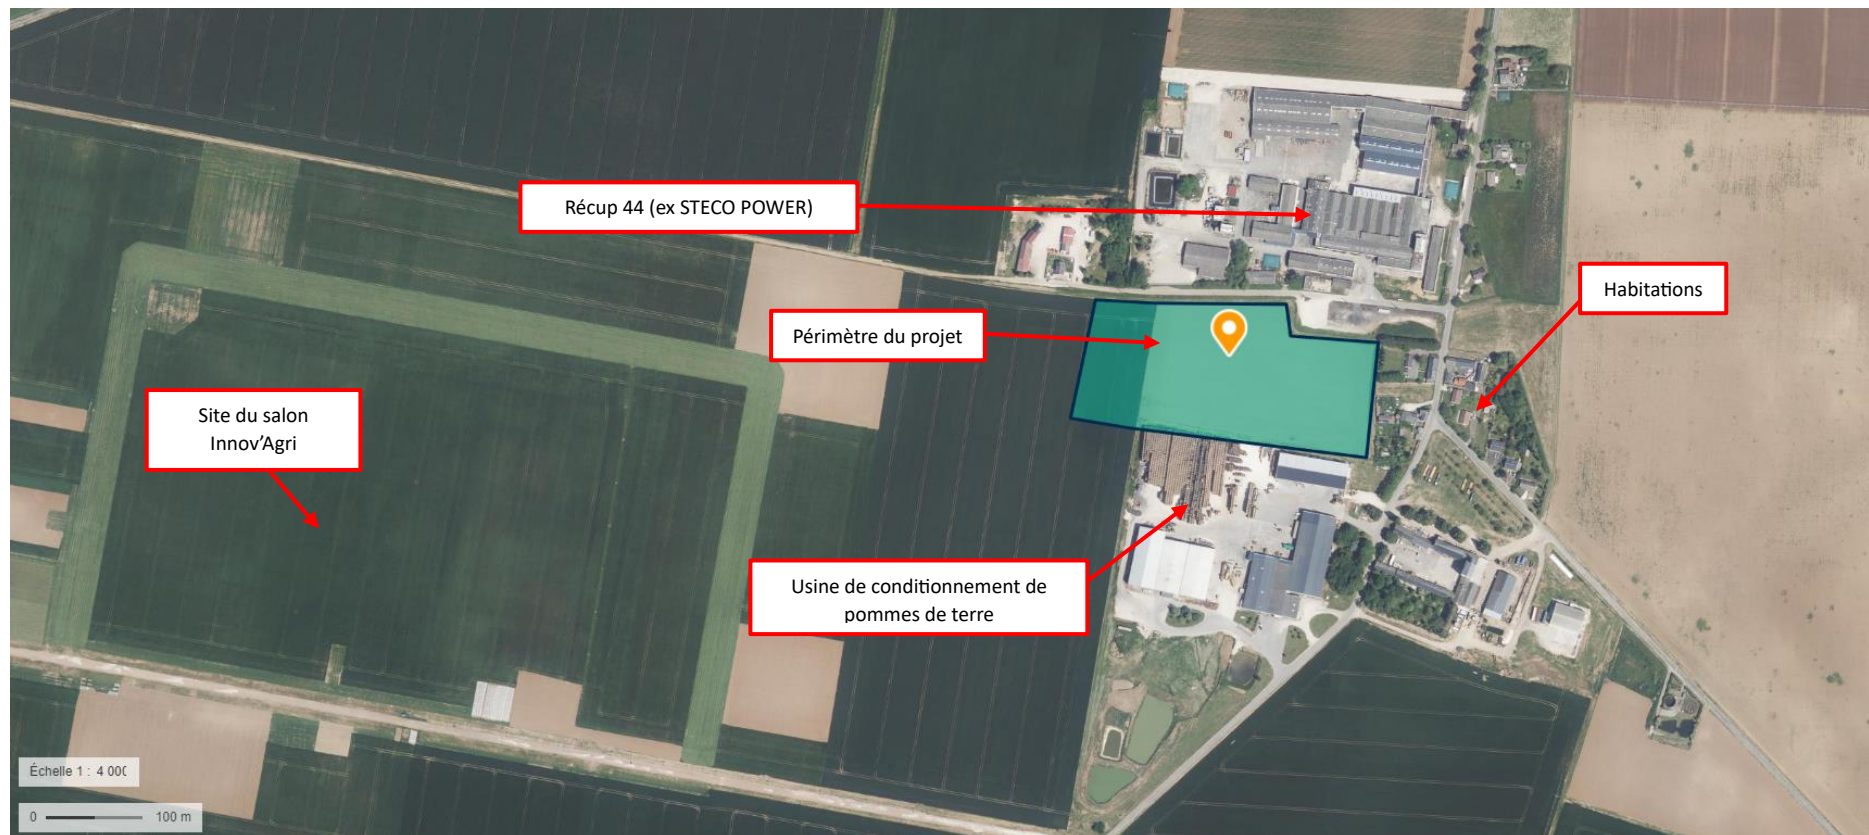 Récup 44 (ex STECO POWER)
Habitations
Périmètre du projet
Site du salon
Innov'Agri
Usine de conditionnement de
pommes de terre
Échelle 1 : 4 000
0 100 m